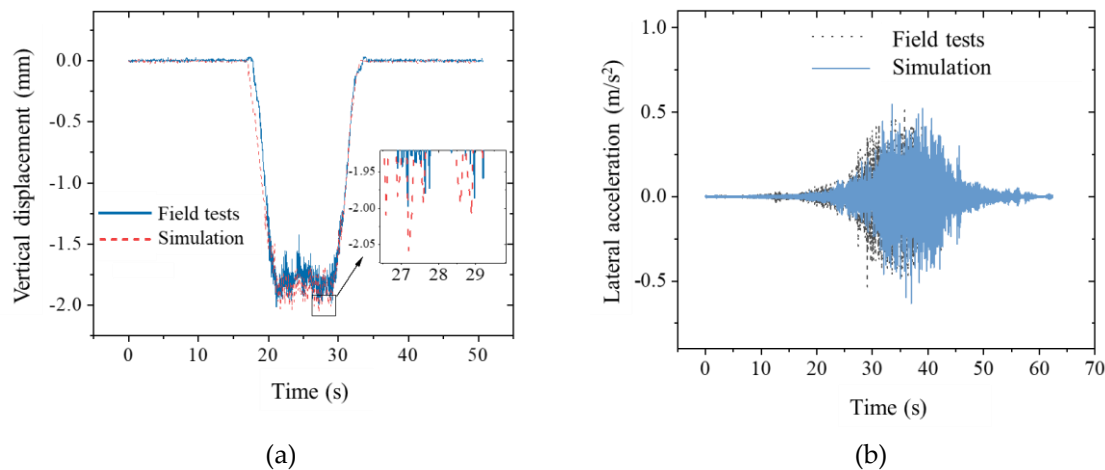 Vertical displacement (mm)
0.0
-0.5
-1.0
-1.5
-2.0
Field tests
Simulation
-1.95
-2.00
-2.05
27 28 29
0 10 20 30 40 50
Time (s)
(a)
Lateral acceleration (m/s²)
1.0
0.5
0.0
-0.5
Field tests
Simulation
0 10 20 30 40 50 60 70
Time (s)
(b)